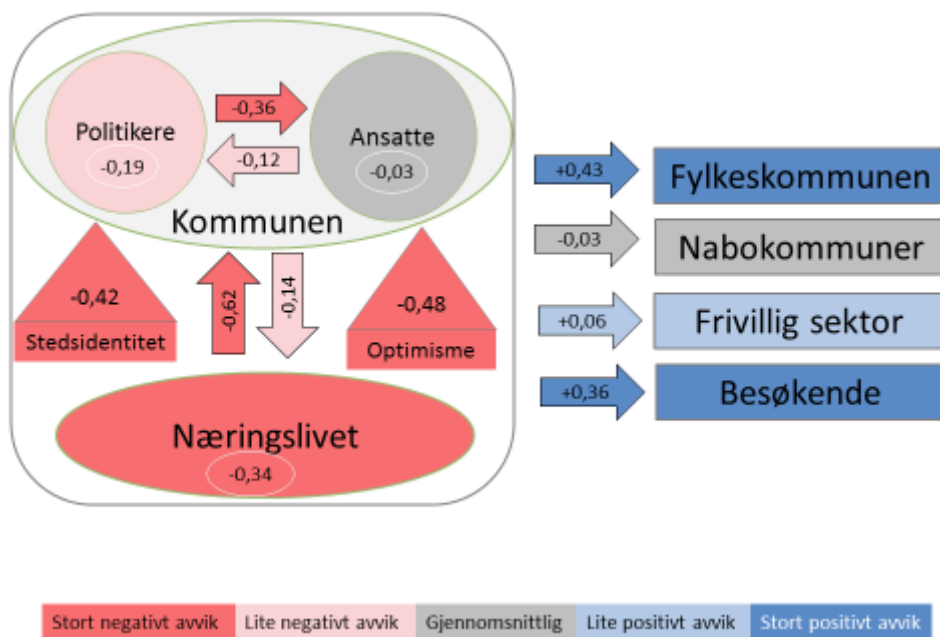 Politikere
-0,19
-0,36
-0,12
Ansatte
-0,03
Kommunen
-0,42
Stedsidentitet
-0,62
-0,14
-0,48
Optimisme
Næringslivet
-0,34
+0,43
Fylkeskommunen
-0,03
Nabokommuner
+0,06
Frivillig sektor
+0,36
Besøkende
Stort negativt avvik
Lite negativt avvik
Gjennomsnittlig
Lite positivt avvik
Stort positivt avvik